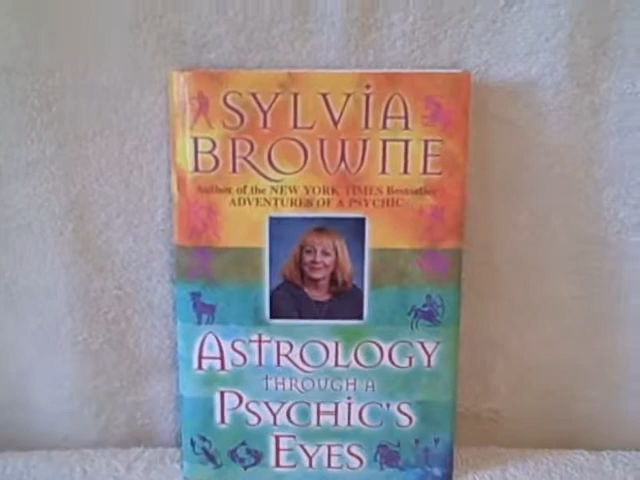 SYLVIA
BROWNE
Author of the NEW YORK TIMES Bestseller
ADVENTURES OF A PSYCHIC
ASTROLOGY
THROUGH A
PSYCHIC'S
EYES